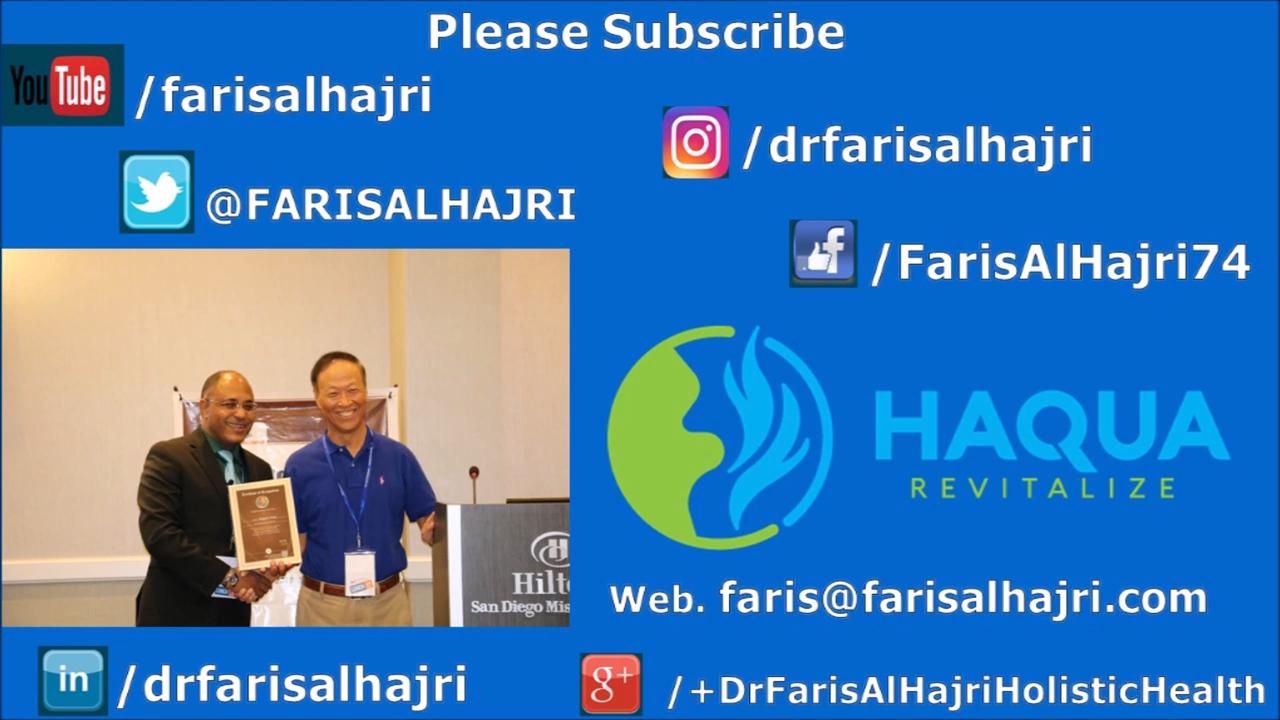 Please Subscribe
YouTube /farisalhajri
/drfarisalhajri
@FARISALHAJRI
/FarisAlHajri74
HAQUA
REVITALIZE
Hilt
San Diego Mis
Web. faris@farisalhajri.com
in /drfarisalhajri
g+ /+DrFarisAlHajriHolisticHealth